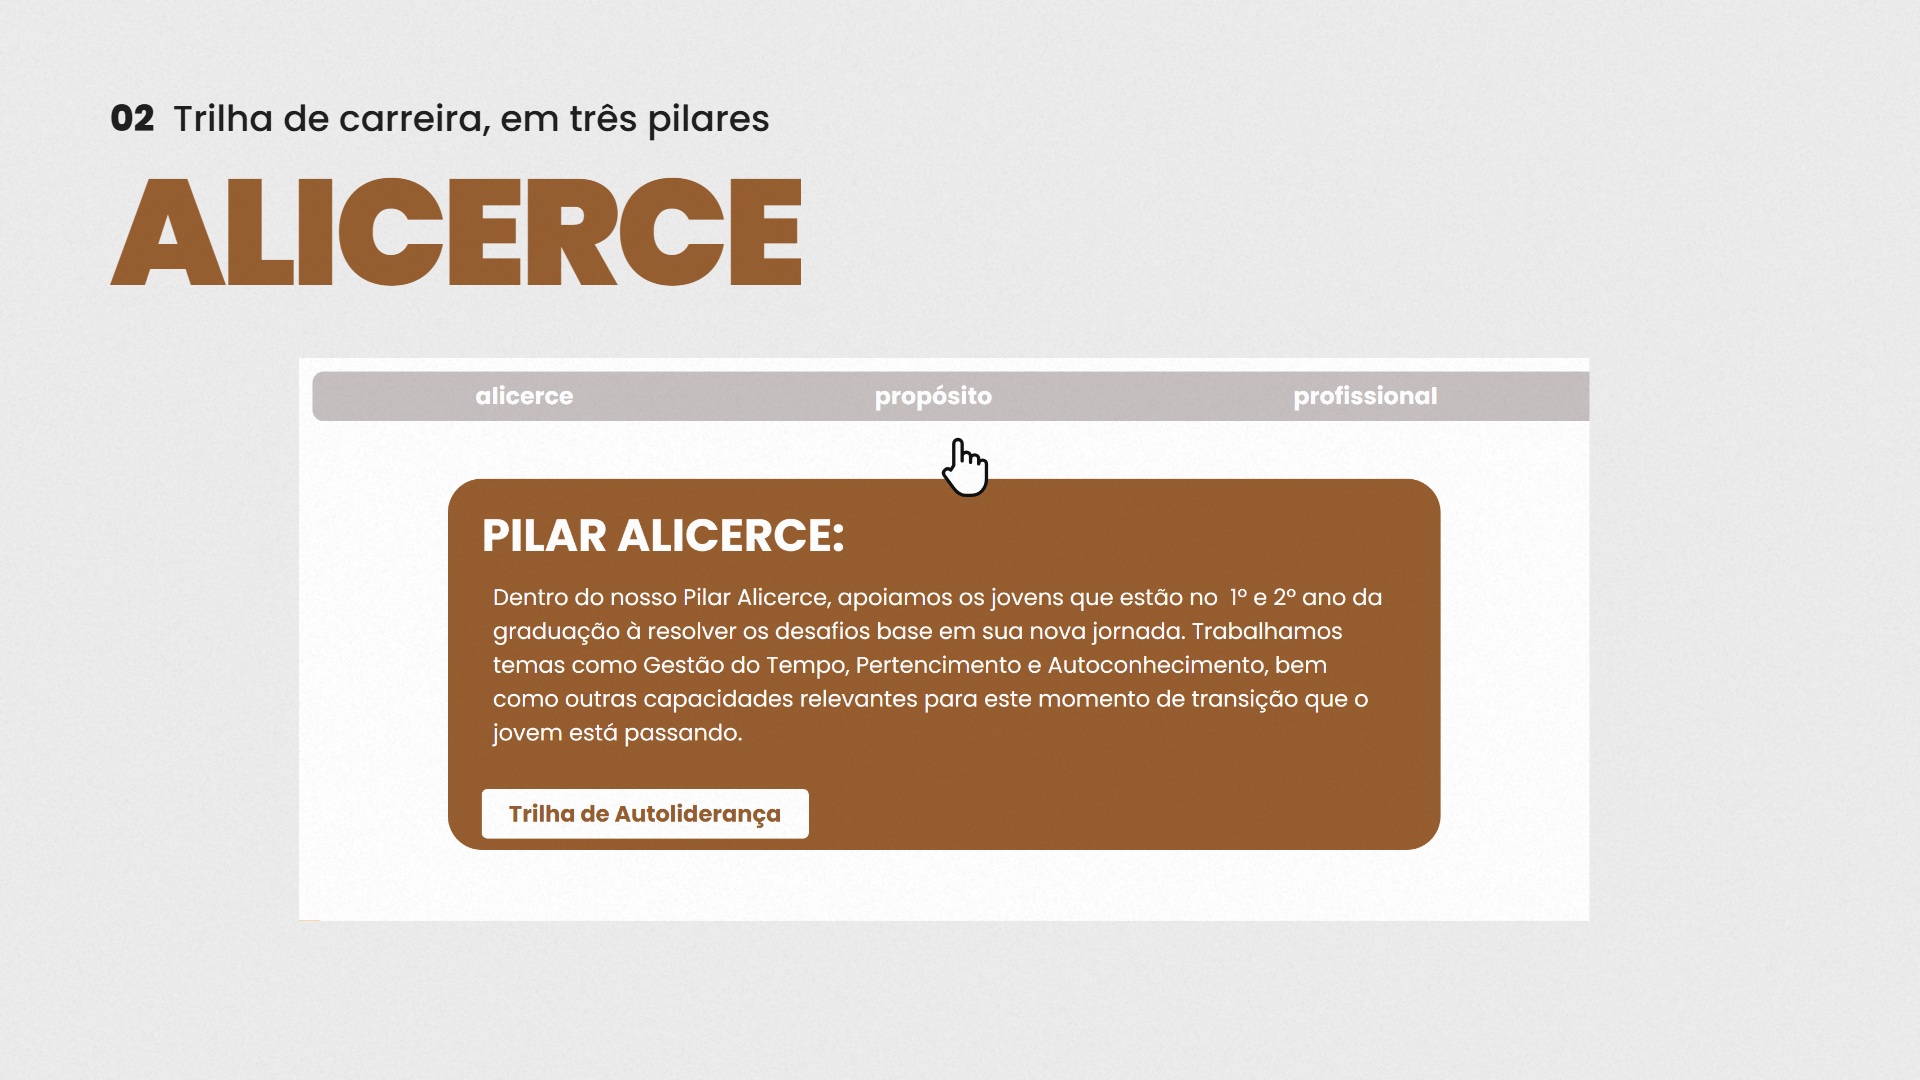 02 Trilha de carreira, em três pilares
ALICERCE
alicerce propósito profissional
PILAR ALICERCE:
Dentro do nosso Pilar Alicerce, apoiamos os jovens que estão no 1º e 2º ano da
graduação à resolver os desafios base em sua nova jornada. Trabalhamos
temas como Gestão do Tempo, Pertencimento e Autoconhecimento, bem
como outras capacidades relevantes para este momento de transição que o
jovem está passando.
Trilha de Autoliderança